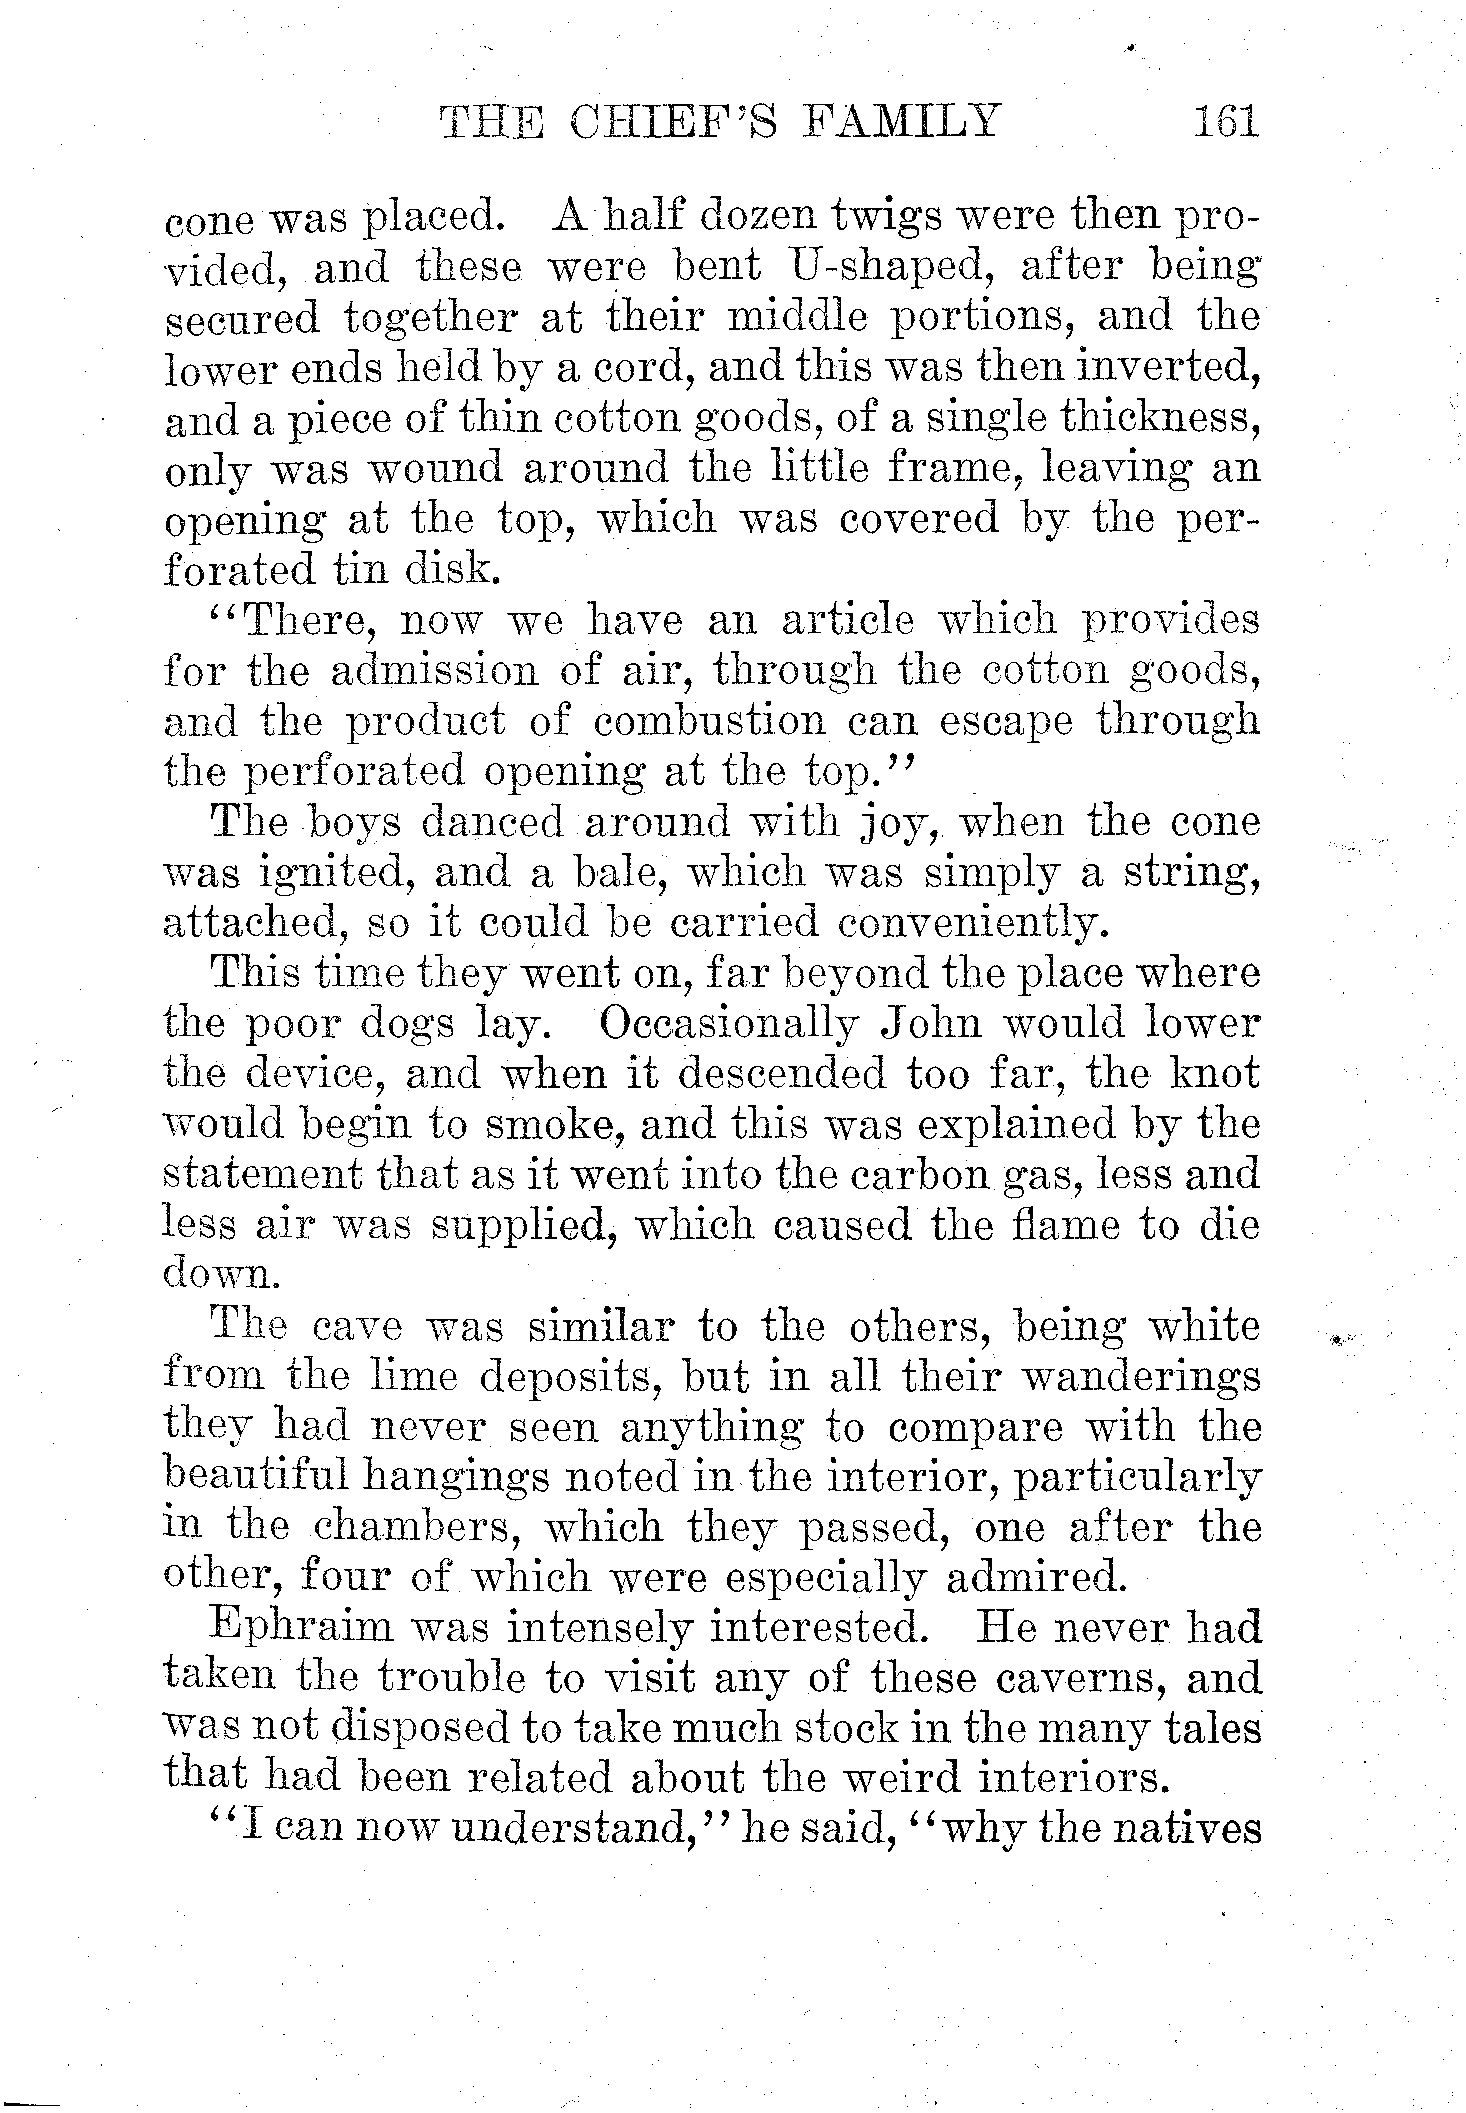 THE CHIEF'S FAMILY 161
cone was placed. A half dozen twigs were then pro-
vided, and these were bent U-shaped, after being
secured together at their middle portions, and the
lower ends held by a cord, and this was then inverted,
and a piece of thin cotton goods, of a single thickness,
only was wound around the little frame, leaving an
opening at the top, which was covered by the per-
forated tin disk.
"There, now we have an article which provides
for the admission of air, through the cotton goods,
and the product of combustion can escape through
the perforated opening at the top."
The boys danced around with joy, when the cone
was ignited, and a bale, which was simply a string,
attached, so it could be carried conveniently.
This time they went on, far beyond the place where
the poor dogs lay. Occasionally John would lower
the device, and when it descended too far, the knot
would begin to smoke, and this was explained by the
statement that as it went into the carbon gas, less and
less air was supplied, which caused the flame to die
down.
The cave was similar to the others, being white
from the lime deposits, but in all their wanderings
they had never seen anything to compare with the
beautiful hangings noted in the interior, particularly
in the chambers, which they passed, one after the
other, four of which were especially admired.
Ephraim was intensely interested. He never had
taken the trouble to visit any of these caverns, and
was not disposed to take much stock in the many tales
that had been related about the weird interiors.
"I can now understand," he said, "why the natives